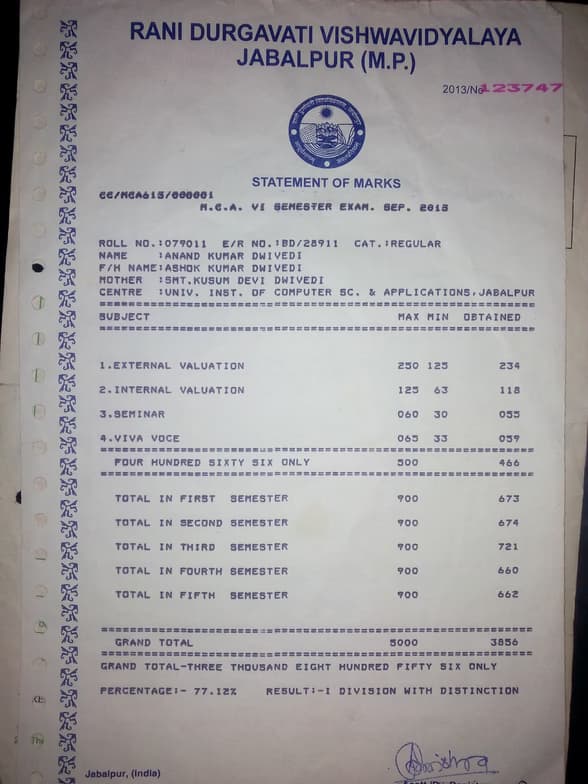 RANI DURGAVATI VISHWAVIDYALAYA
JABALPUR (M.P.)
2013/No 123747
STATEMENT OF MARKS
CC/MCA615/000001
M.C.A. VI SEMESTER EXAM. SEP. 2015
ROLL NO.:079011 E/R NO.:BD/28911 CAT.:REGULAR
NAME :ANAND KUMAR DWIVEDI
F/H NAME:ASHOK KUMAR DWIVEDI
MOTHER :SMT.KUSUM DEVI DWIVEDI
CENTRE :UNIV. INST. OF COMPUTER SC. & APPLICATIONS,JABALPUR
SUBJECT MAX MIN OBTAINED
1.EXTERNAL VALUATION 250 125 234
2.INTERNAL VALUATION 125 63 118
3.SEMINAR 060 30 055
4.VIVA VOCE 065 33 059
FOUR HUNDRED SIXTY SIX ONLY 500 466
TOTAL IN FIRST SEMESTER 900 673
TOTAL IN SECOND SEMESTER 900 674
TOTAL IN THIRD SEMESTER 900 721
TOTAL IN FOURTH SEMESTER 900 660
TOTAL IN FIFTH SEMESTER 900 662
GRAND TOTAL 5000 3856
GRAND TOTAL-THREE THOUSAND EIGHT HUNDRED FIFTY SIX ONLY
PERCENTAGE:- 77.12% RESULT:-I DIVISION WITH DISTINCTION
Jabalpur, (India)